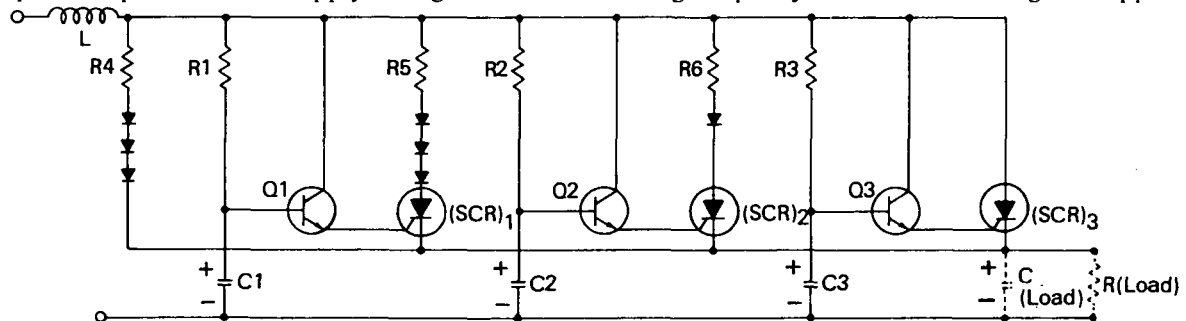 L
R4
R1
R5
R2
R6
R3
Q1
(SCR)1
Q2
(SCR)2
Q3
(SCR)3
+
C1
−
+
C2
−
+
C3
−
+
C
(Load)
−
R(Load)